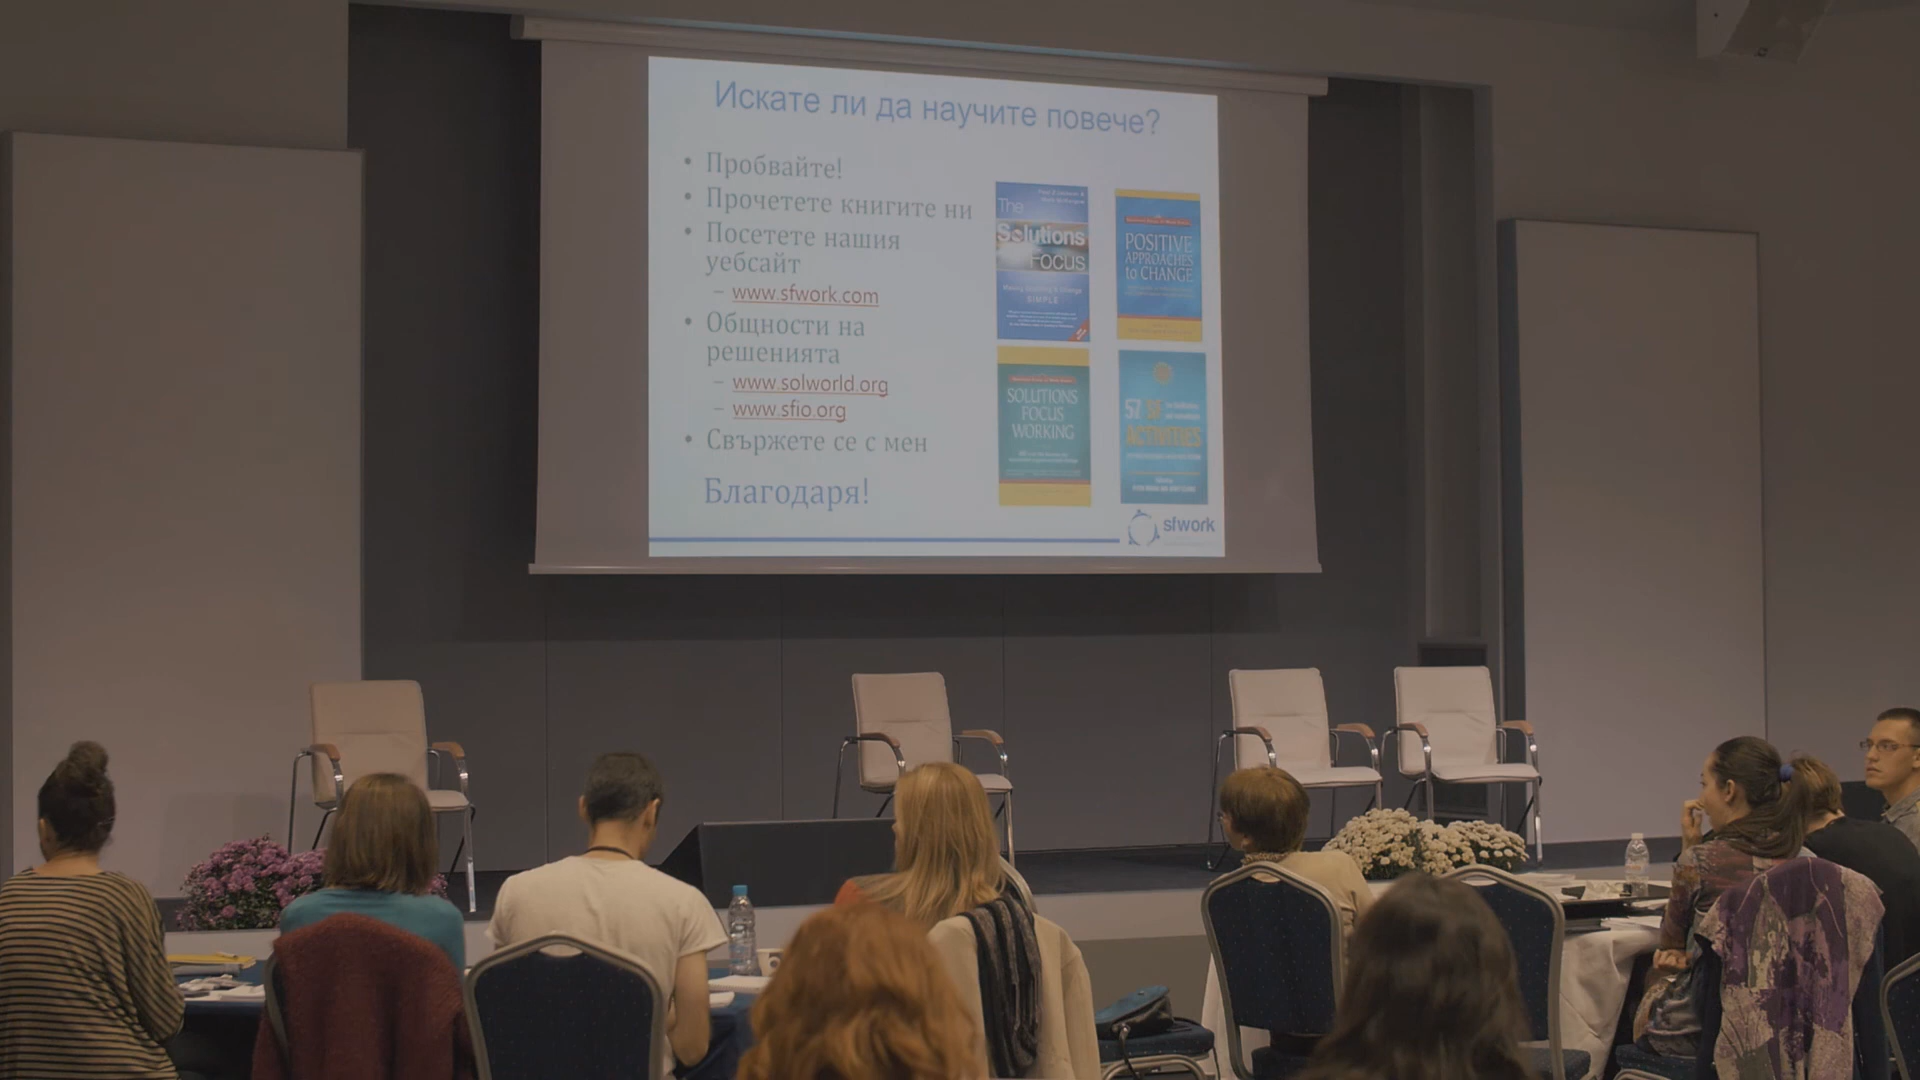 Искате ли да научите повече?
• Пробвайте!
• Прочетете книгите ни
• Посетете нашия
уебсайт
– www.sfwork.com
• Общности на
решенията
– www.solworld.org
– www.sfio.org
• Свържете се с мен
Благодаря!
The
Solutions
FOCUS
SIMPLE
POSITIVE
APPROACHES
to CHANGE
SOLUTIONS
FOCUS
WORKING
57 SF
ACTIVITIES
sfwork